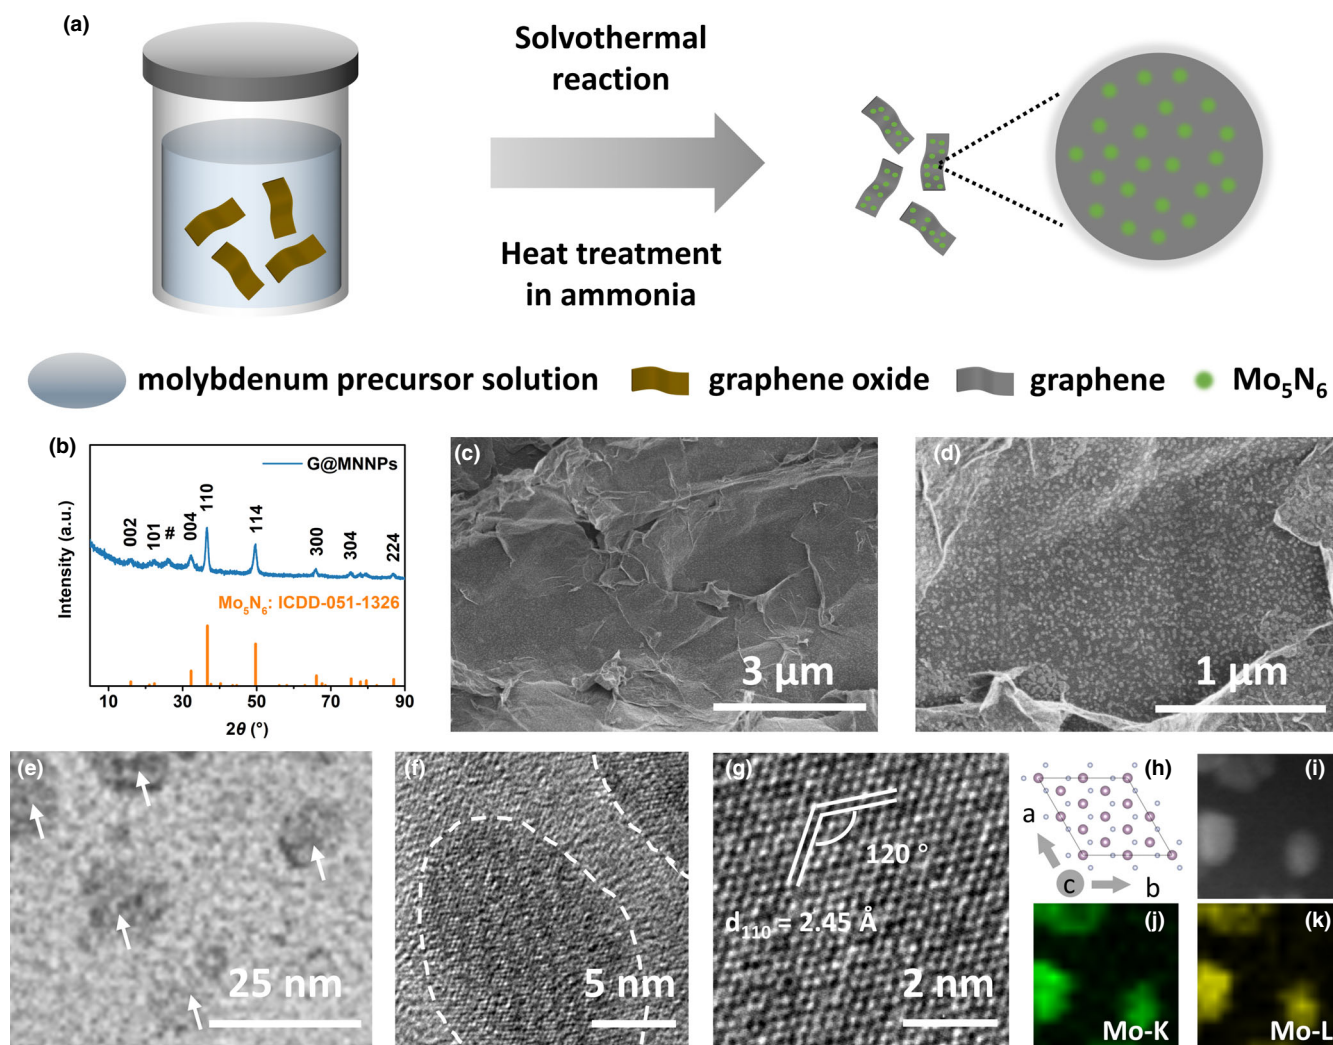 (a)
Solvothermal
reaction
Heat treatment
in ammonia
molybdenum precursor solution
graphene oxide
graphene
Mo₅N₆
(b)
G@MNNPs
002
101
#
004
110
114
300
304
224
Mo₅N₆: ICDD-051-1326
Intensity (a.u.)
10 30 50 70 90
2θ (°)
(c)
3 μm
(d)
1 μm
(e)
25 nm
(f)
5 nm
(g)
120 °
d₁₁₀ = 2.45 Å
2 nm
(h)
a
c
b
(i)
(j)
Mo-K
(k)
Mo-L